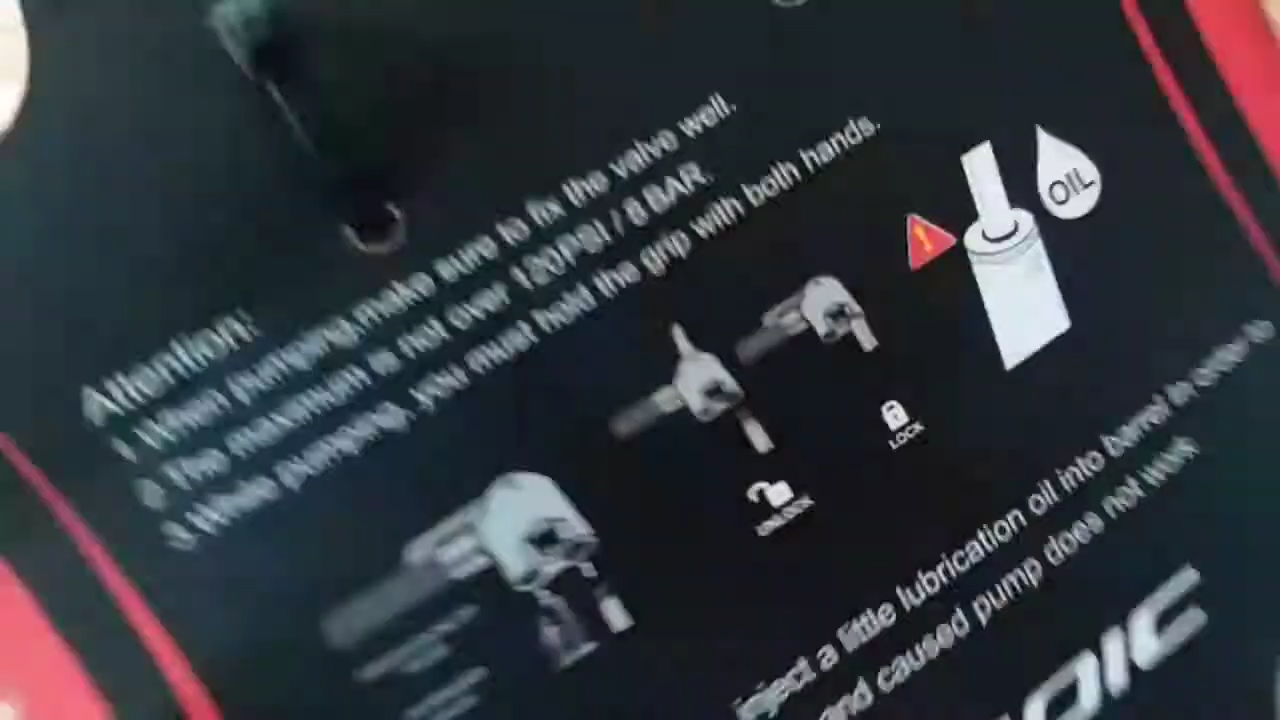 Attention:
1. When pumping, make sure to fix the valve well.
2. The maximum is not over 120PSI / 8 BAR.
3. While pumping, you must hold the grip with both hands.
OIL
LOCK
UNLOCK
inject a little lubrication oil into barrel in order to
and caused pump does not work